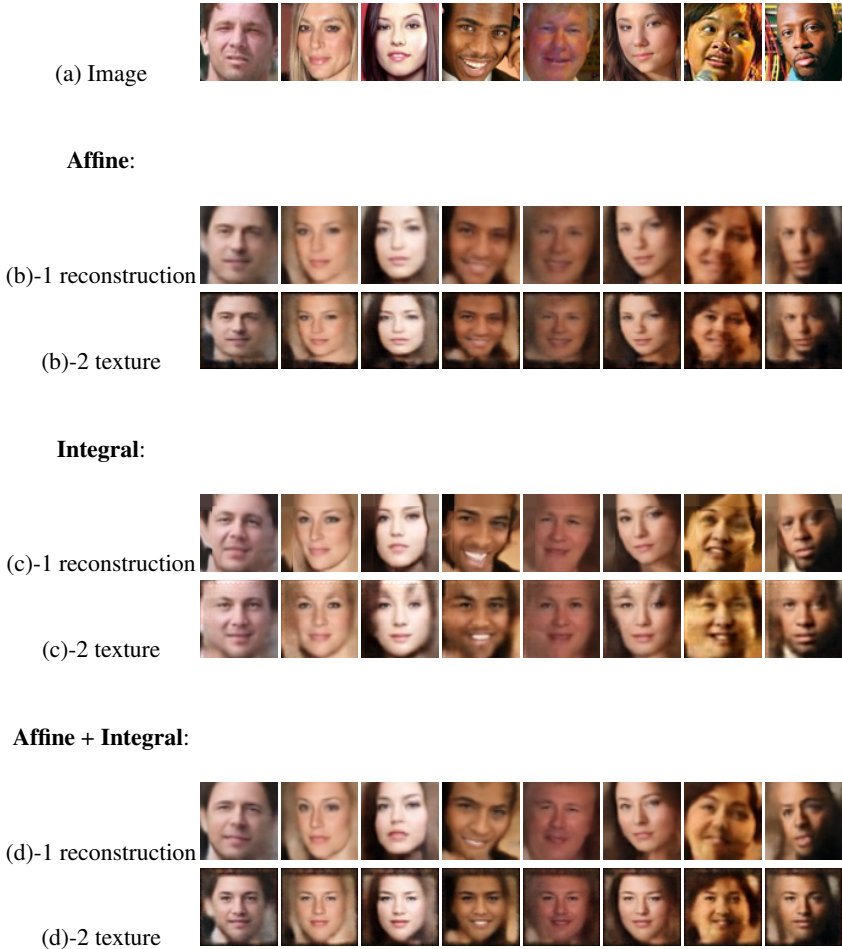 (a) Image
Affine:
(b)-1 reconstruction
(b)-2 texture
Integral:
(c)-1 reconstruction
(c)-2 texture
Affine + Integral:
(d)-1 reconstruction
(d)-2 texture